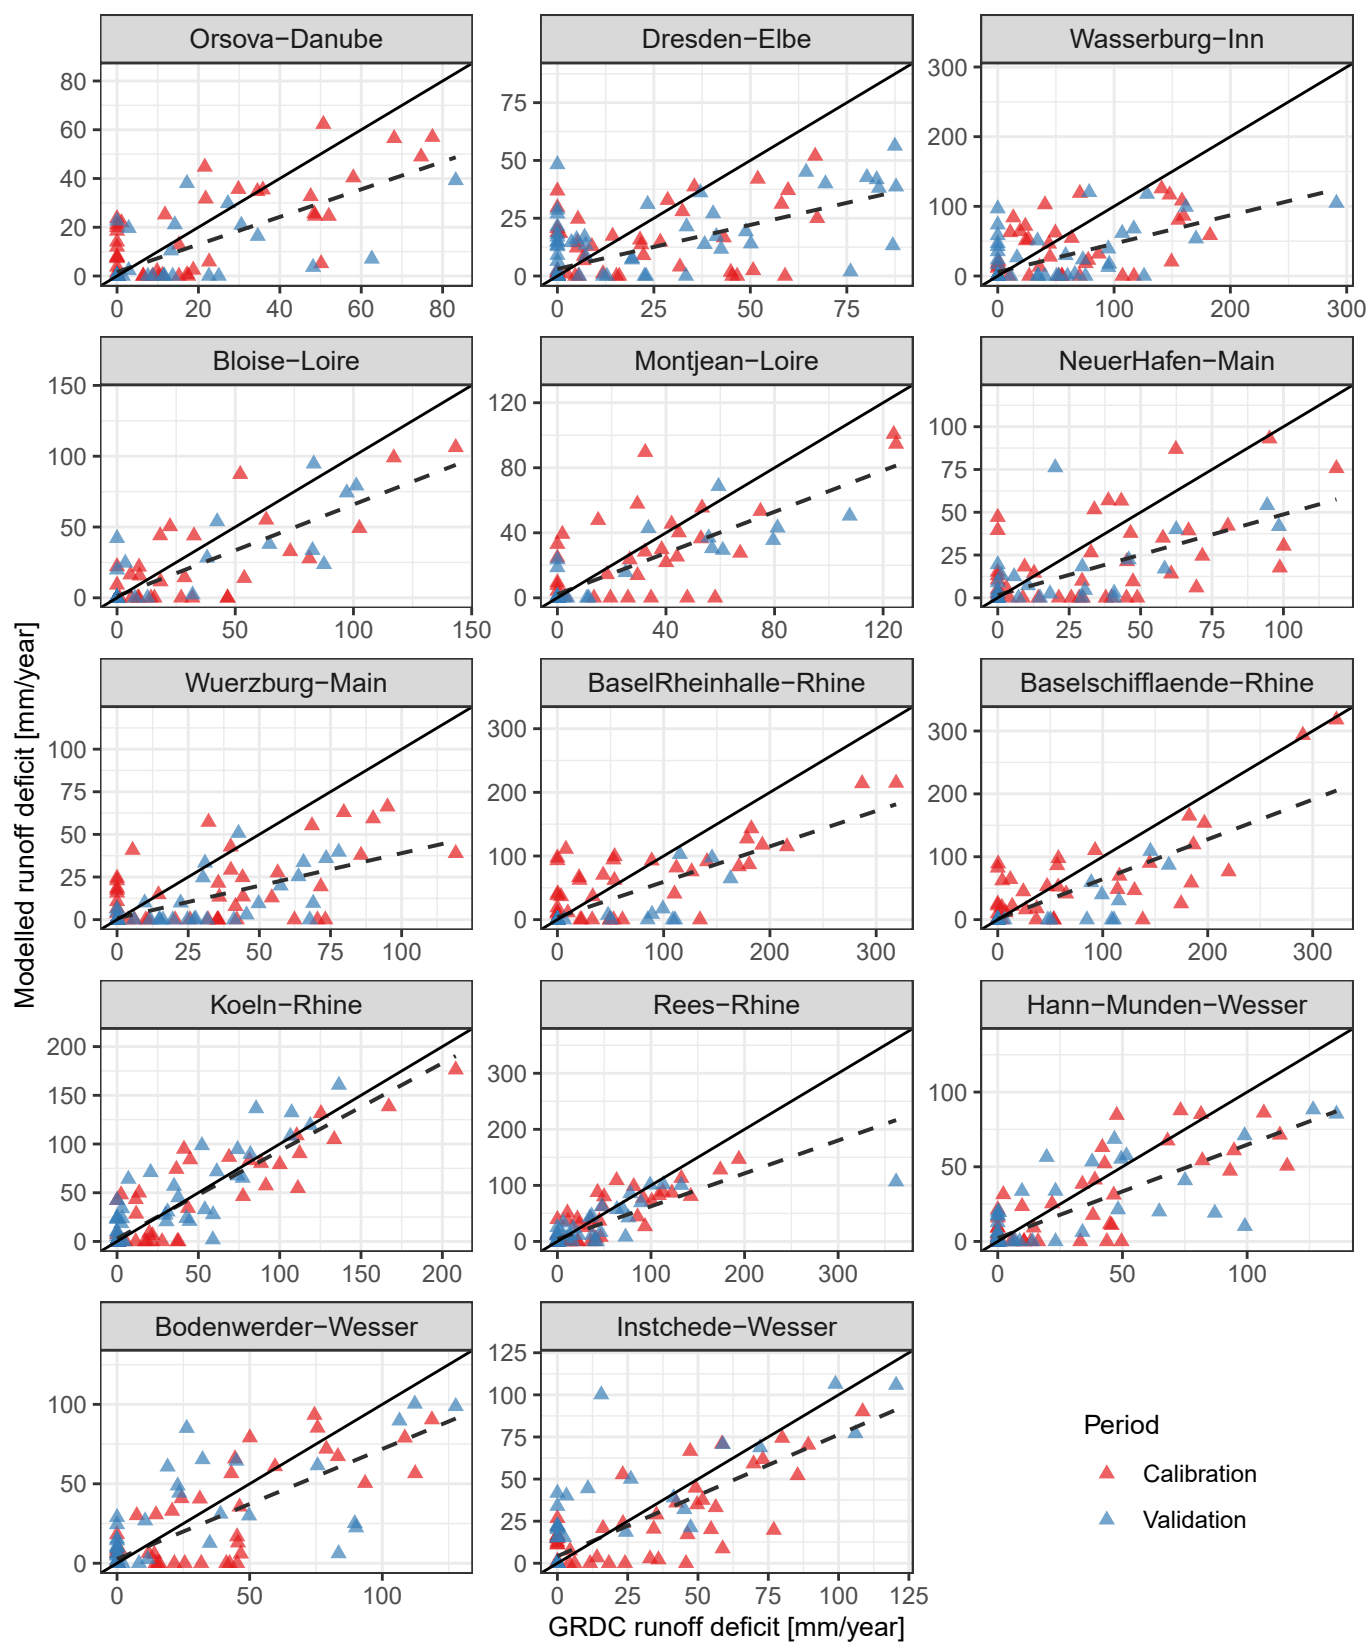 Orsova−Danube
Dresden−Elbe
Wasserburg−Inn
80
60
40
20
0
0 20 40 60 80
75
50
25
0
0 25 50 75
300
200
100
0
0 100 200 300
Bloise−Loire
Montjean−Loire
NeuerHafen−Main
150
100
50
0
0 50 100 150
120
80
40
0
0 40 80 120
100
75
50
25
0
0 25 50 75 100
Wuerzburg−Main
BaselRheinhalle−Rhine
Baselschifflaende−Rhine
100
75
50
25
0
0 25 50 75 100
300
200
100
0
0 100 200 300
300
200
100
0
0 100 200 300
Koeln−Rhine
Rees−Rhine
Hann−Munden−Wesser
200
150
100
50
0
0 50 100 150 200
300
200
100
0
0 100 200 300
100
50
0
0 50 100
Bodenwerder−Wesser
Instchede−Wesser
100
50
0
0 50 100
125
100
75
50
25
0
0 25 50 75 100 125
Modelled runoff deficit [mm/year]
GRDC runoff deficit [mm/year]
Period
Calibration
Validation